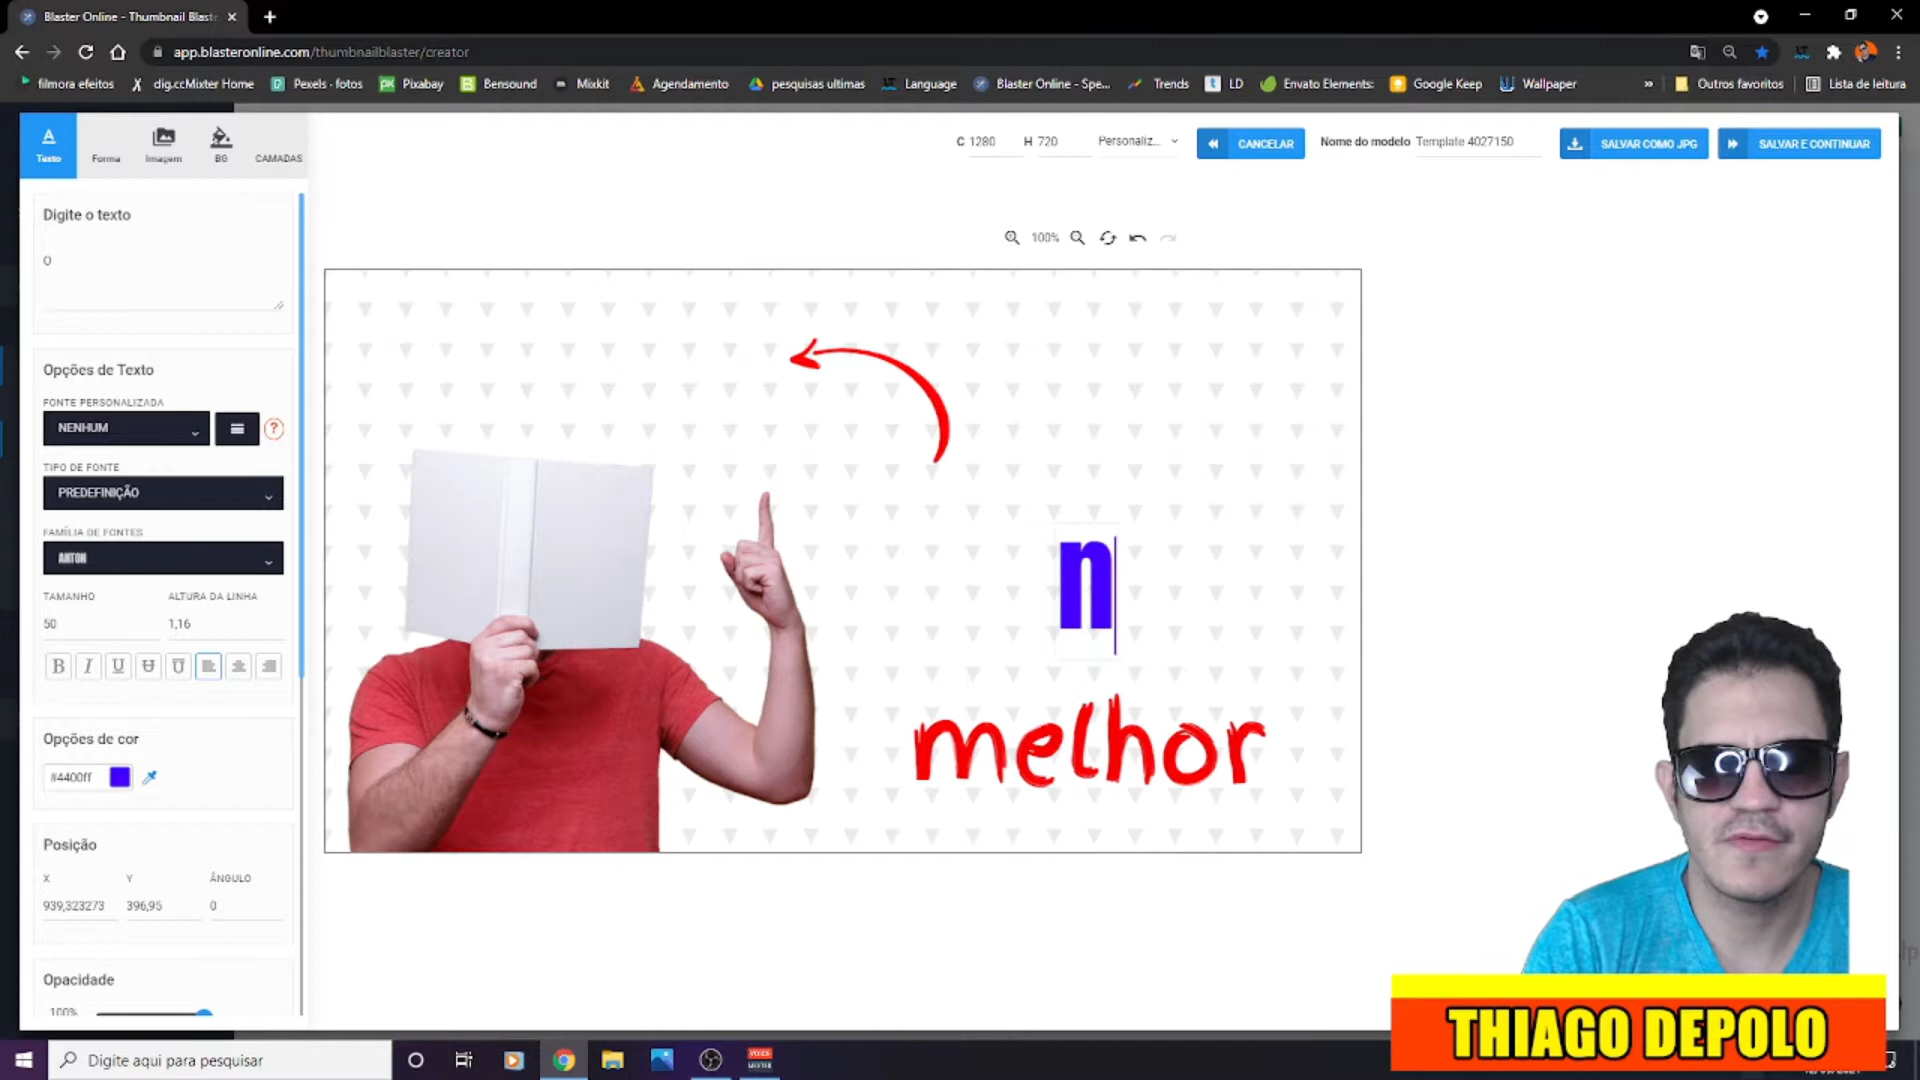 Blaster Online - Thumbnail Blast
app.blasteronline.com/thumbnailblaster/creator
filmora efeitos
dig.ccMixter Home
Pexels - fotos
Pixabay
Bensound
Mixkit
Agendamento
pesquisas ultimas
Language
Blaster Online - Spe...
Trends
LD
Envato Elements:
Google Keep
Wallpaper
»
Outros favoritos
Lista de leitura
Texto
Forma
Imagem
BG
CAMADAS
C 1280
H 720
Personaliz...
CANCELAR
Nome do modelo Template 4027150
SALVAR COMO JPG
SALVAR E CONTINUAR
100%
Digite o texto
O
Opções de Texto
FONTE PERSONALIZADA
NENHUM
?
TIPO DE FONTE
PREDEFINIÇÃO
FAMÍLIA DE FONTES
ANTON
TAMANHO
ALTURA DA LINHA
50
1,16
B I U U U
Opções de cor
#4400ff
Posição
X
Y
ÂNGULO
939,323273
396,95
0
Opacidade
100%
n
melhor
THIAGO DEPOLO
Digite aqui para pesquisar
VOICE
MEETER